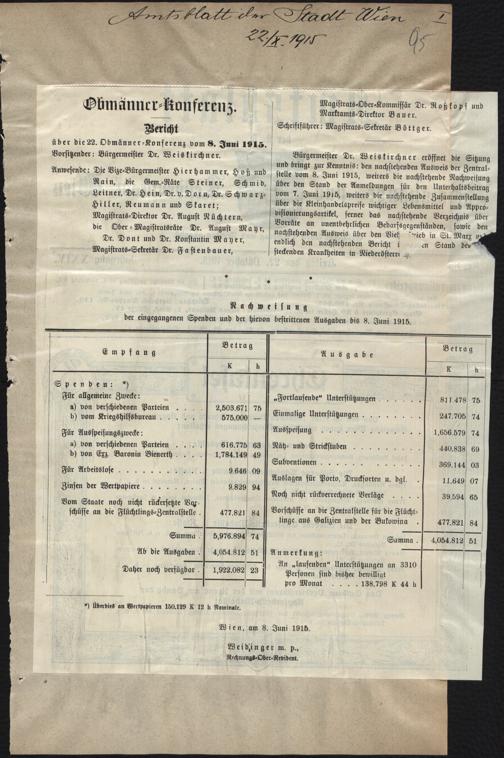 Amtsblatt der Stadt Wien
I
22/X. 1915
95
Obmänner-Konferenz.
Bericht
über die 22. Obmänner-Konferenz vom 8. Juni 1915.
Vorsitzender: Bürgermeister Dr. Weiskirchner.
Anwesende: Die Vize-Bürgermeister Hierhammer, Hoß und
Rain, die Gem.-Räte Steiner, Schmid,
Leitner, Dr. Hein, Dr. v. Dorn, Dr. Schwarz-
Hiller, Reumann und Skaret;
Magistrats-Direktor Dr. August Nüchtern,
die Ober-Magistratsräte Dr. August Mayr,
Dr. Dont und Dr. Konstantin Mayer,
Magistrats-Sekretär Dr. Fastenbauer,
Magistrats-Ober-Kommissär Dr. Roßkopf und
Marktamts-Direktor Bauer.
Schriftführer: Magistrats-Sekretär Böttger.
Bürgermeister Dr. Weiskirchner eröffnet die Sitzung
und bringt zur Kenntnis: den nachstehenden Ausweis der Zentral-
stelle vom 8. Juni 1915, weiters die nachstehende Nachweisung
über den Stand der Anmeldungen für den Unterhaltsbeitrag
vom 7. Juni 1915, weiters die nachstehende Zusammenstellung
über die Kleinhandelspreise wichtiger Lebensmittel und Appro-
visionierungsartikel, ferner das nachstehende Verzeichnis über
Vorräte an unentbehrlichen Bedarfsgegenständen, sowie den
nachstehenden Ausweis über den in St. Marx
endlich den nachstehenden Bericht Stand der
steckenden Krankheiten in
* * *
Nachweisung
der eingegangenen Spenden und der hievon bestrittenen Ausgaben bis 8. Juni 1915.
Empfang Betrag
K h
Spenden: *)
Für allgemeine Zwecke:
a) von verschiedenen Parteien . . . . 2,503.671 75
b) vom Kriegshilfsbureau . . . . 575.000 —
Für Ausspeisungszwecke:
a) von verschiedenen Parteien . . . . 616.775 63
b) von Exz. Baronin Bienerth . . . . 1,784.149 49
Für Arbeitslose . . . . 9.646 09
Zinsen der Wertpapiere . . . . 9.829 94
Vom Staate noch nicht rückersetzte Vor-
schüsse an die Flüchtlings-Zentralstelle . 477.821 84
Summa . 5,976.894 74
Ab die Ausgaben . 4,054.812 51
Daher noch verfügbar . 1,922.082 23
Ausgabe Betrag
K h
„Fortlaufende" Unterstützungen . . . . 811.478 75
Einmalige Unterstützungen . . . . 247.705 74
Ausspeisung . . . . 1,656.579 74
Näh- und Strickstuben . . . . 440.838 69
Subventionen . . . . 369.144 03
Auslagen für Porto, Drucksorten u. dgl. . 11.649 07
Noch nicht rückverrechnete Verläge . . 39.594 65
Vorschüsse an die Zentralstelle für die Flücht-
linge aus Galizien und der Bukowina . 477.821 84
Summa . 4,054.812 51
Anmerkung:
An „laufenden" Unterstützungen an 3310
Personen sind bisher bewilligt
pro Monat . . . . 138.798 K 44 h
*) Überdies an Wertpapieren 150.129 K 12 h Nominale.
Wien, am 8. Juni 1915.
Weidinger m. p.,
Rechnungs-Ober-Revident.